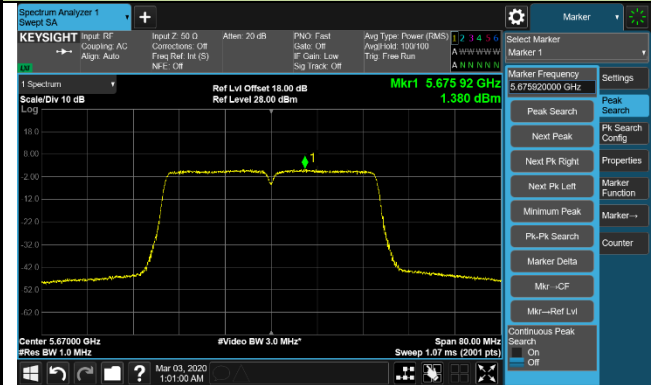 Spectrum Analyzer 1
Swept SA
Marker
KEYSIGHT Input: RF
Coupling: AC
Align: Auto
Input Z: 50 Ω
Corrections: Off
Freq Ref: Int (S)
NFE: Off
Atten: 20 dB
PNO: Fast
Gate: Off
IF Gain: Low
Sig Track: Off
Avg Type: Power (RMS)
Avg|Hold: 100/100
Trig: Free Run
1 2 3 4 5 6
A W W W W W
A N N N N N
LXI
Select Marker
Marker 1
1 Spectrum
Scale/Div 10 dB
Log
Ref Lvl Offset 18.00 dB
Ref Level 28.00 dBm
Mkr1 5.675 92 GHz
1.380 dBm
18.0
8.00
-2.00
-12.0
-22.0
-32.0
-42.0
-52.0
-62.0
1
Center 5.67000 GHz
#Res BW 1.0 MHz
#Video BW 3.0 MHz*
Span 80.00 MHz
Sweep 1.07 ms (2001 pts)
Marker Frequency
5.675920000 GHz
Peak Search
Next Peak
Next Pk Right
Next Pk Left
Minimum Peak
Pk-Pk Search
Marker Delta
Mkr→CF
Mkr→Ref Lvl
Continuous Peak
Search
On
Off
Settings
Peak
Search
Pk Search
Config
Properties
Marker
Function
Marker→
Counter
?
Mar 03, 2020
1:01:00 AM